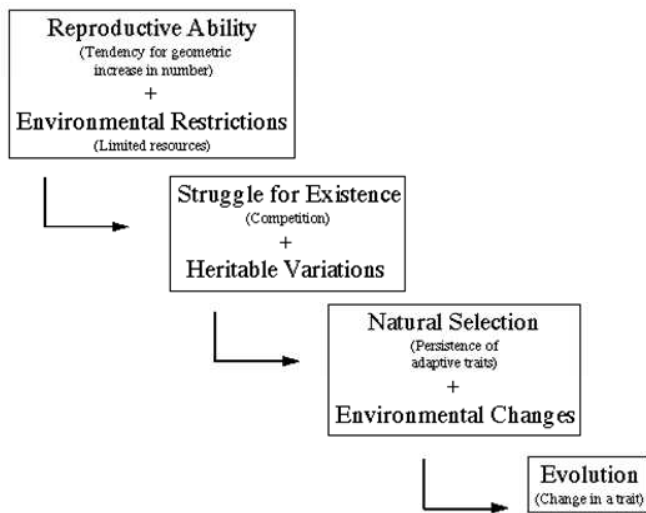 Reproductive Ability
(Tendency for geometric
increase in number)
+
Environmental Restrictions
(Limited resources)
Struggle for Existence
(Competition)
+
Heritable Variations
Natural Selection
(Persistence of
adaptive traits)
+
Environmental Changes
Evolution
(Change in a trait)